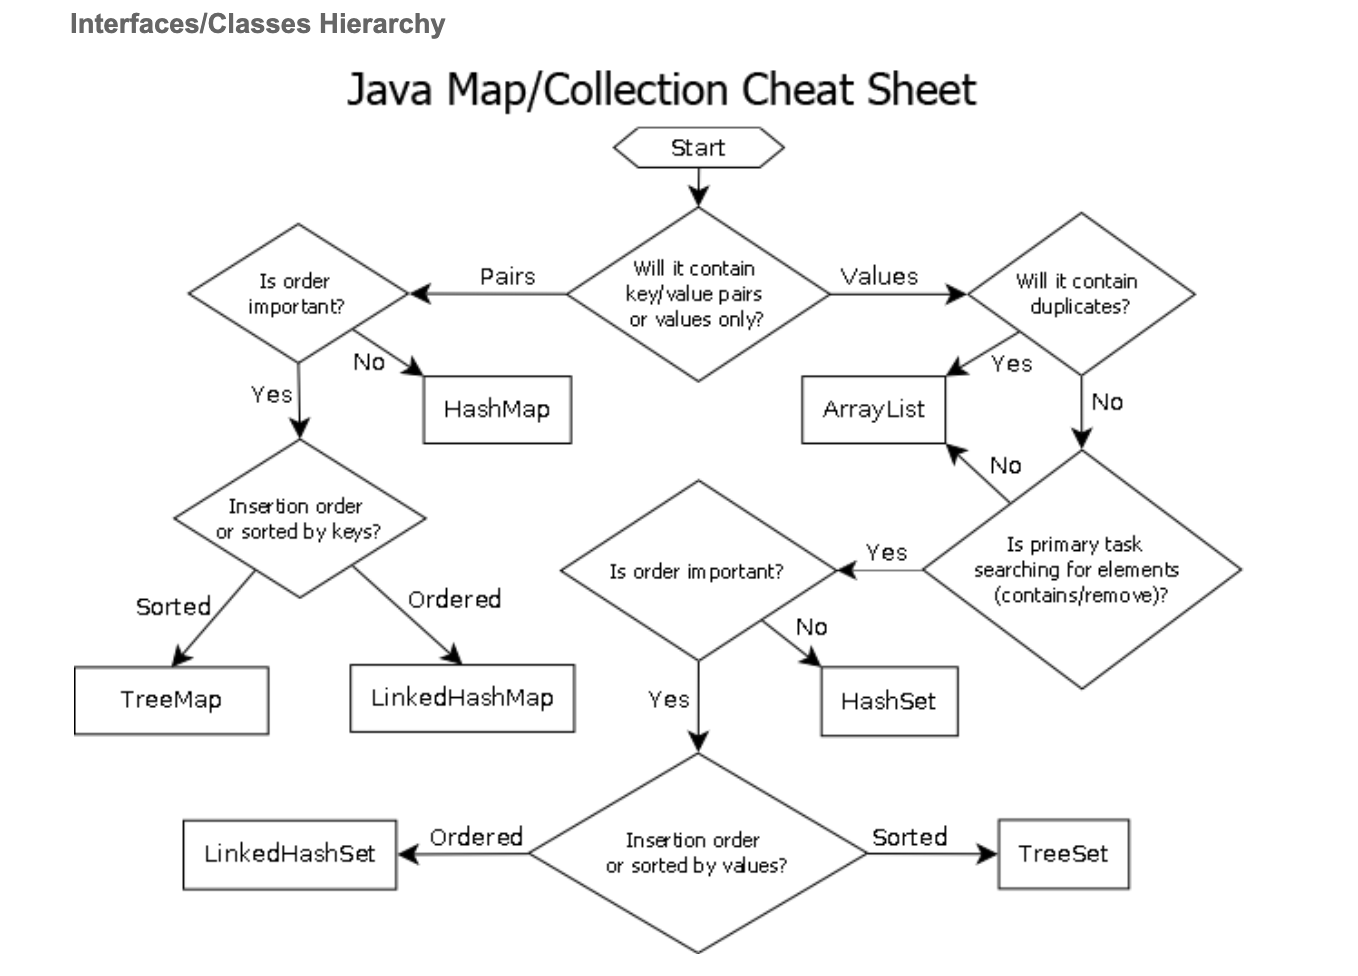 Interfaces/Classes Hierarchy
Java Map/Collection Cheat Sheet
Start
Is order
important?
Pairs
Will it contain
key/value pairs
or values only?
Values
Will it contain
duplicates?
No
Yes
Yes
HashMap
ArrayList
No
No
Insertion order
or sorted by keys?
Is order important?
Yes
Is primary task
searching for elements
(contains/remove)?
Sorted
Ordered
No
TreeMap
LinkedHashMap
Yes
HashSet
LinkedHashSet
Ordered
Insertion order
or sorted by values?
Sorted
TreeSet